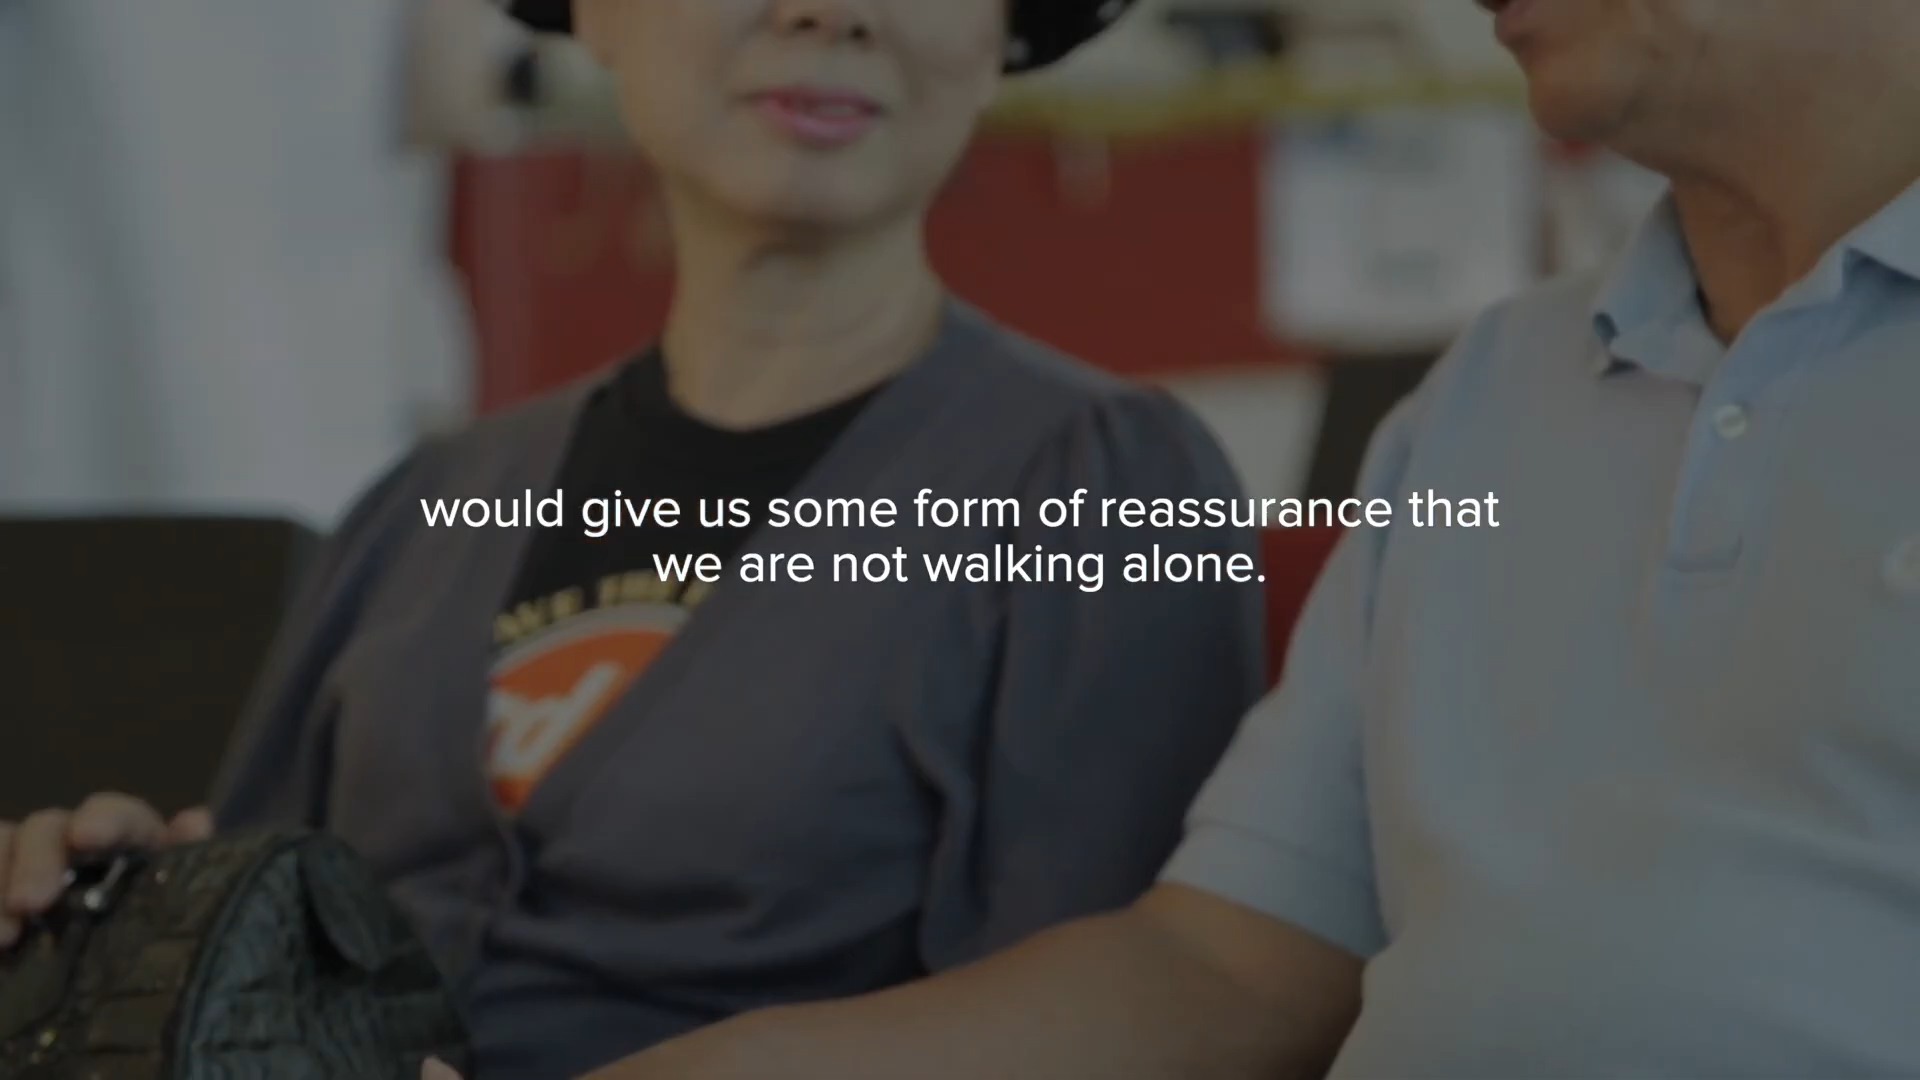 would give us some form of reassurance that
we are not walking alone.